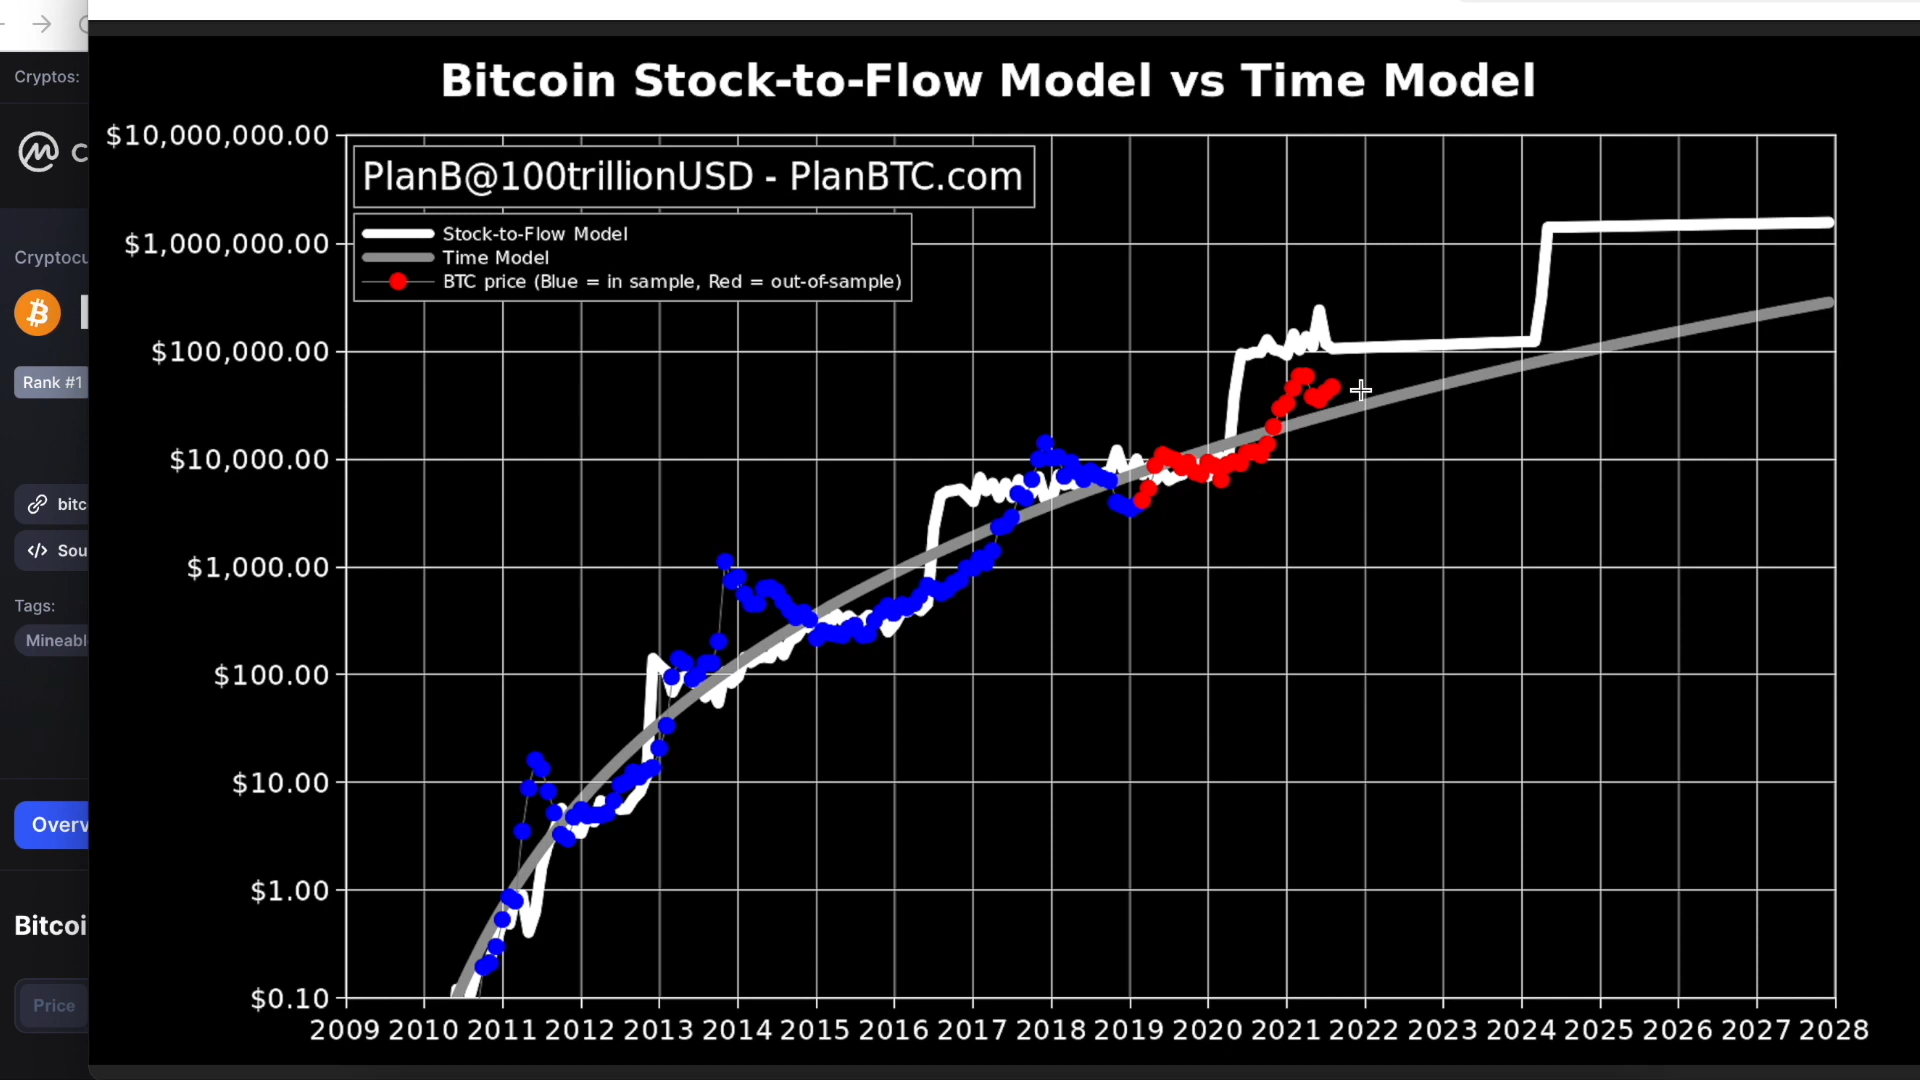 Bitcoin Stock-to-Flow Model vs Time Model
PlanB@100trillionUSD - PlanBTC.com
Stock-to-Flow Model
Time Model
BTC price (Blue = in sample, Red = out-of-sample)
$10,000,000.00
$1,000,000.00
$100,000.00
$10,000.00
$1,000.00
$100.00
$10.00
$1.00
$0.10
2009 2010 2011 2012 2013 2014 2015 2016 2017 2018 2019 2020 2021 2022 2023 2024 2025 2026 2027 2028
Cryptos:
C
Cryptocu
Rank #1
bitc
Sou
Tags:
Mineabl
Overv
Bitcoi
Price